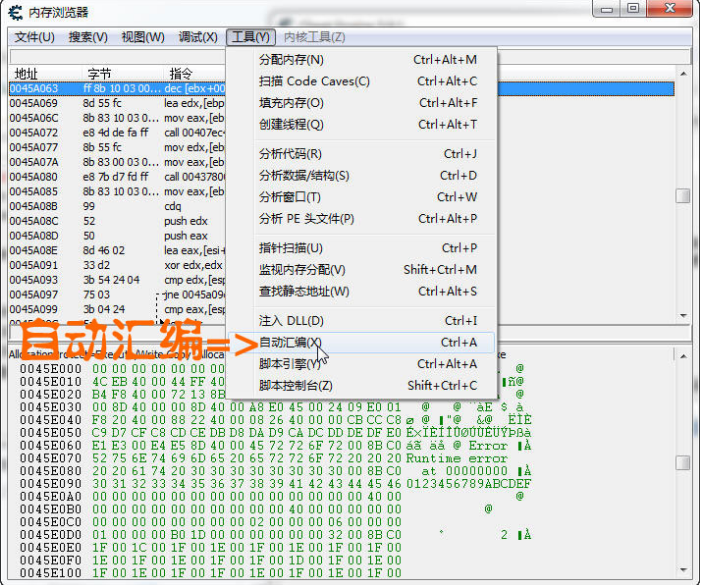 内存浏览器
文件(U) 搜索(V) 视图(W) 调试(X) 工具(Y) 内核工具(Z)
地址 字节 指令
0045A063 ff 8b 10 03 00... dec [ebx+00
0045A069 8d 55 fc lea edx,[ebp
0045A06C 8b 83 10 03 0... mov eax,[eb
0045A072 e8 4d de fa ff call 00407ec
0045A077 8b 55 fc mov edx,[eb
0045A07A 8b 83 00 03 0... mov eax,[eb
0045A080 e8 7b d7 fd ff call 00437800
0045A085 8b 83 10 03 0... mov eax,[eb
0045A08B 99 cdq
0045A08C 52 push edx
0045A08D 50 push eax
0045A08E 8d 46 02 lea eax,[esi+
0045A091 33 d2 xor edx,edx
0045A093 3b 54 24 04 cmp edx,[esp
0045A097 75 03 jne 0045a09
0045A099 3b 04 24 cmp eax,[esp
分配内存(N) Ctrl+Alt+M
扫描 Code Caves(C) Ctrl+Alt+C
填充内存(O) Ctrl+Alt+F
创建线程(Q) Ctrl+Alt+T
分析代码(R) Ctrl+J
分析数据/结构(S) Ctrl+D
分析窗口(T) Ctrl+W
分析 PE 头文件(P) Ctrl+Alt+P
指针扫描(U) Ctrl+P
监视内存分配(V) Shift+Ctrl+M
查找静态地址(W) Ctrl+Alt+S
注入 DLL(D) Ctrl+I
自动汇编(X) Ctrl+A
脚本引擎(Y) Ctrl+Alt+A
脚本控制台(Z) Shift+Ctrl+C
自动汇编=>
0045E000 00 00 00 00 00 00
0045E010 4C EB 40 00 44 FF 40
0045E020 B4 F8 40 00 72 13 8B
0045E030 00 8D 40 00 00 8D 40 00 A8 E0 45 00 24 09 E0 01
0045E040 F8 20 40 00 88 22 40 00 08 26 40 00 00 CB CC C8
0045E050 C9 D7 CF C8 CD CE DB D8 DA D9 CA DC DD DE DF E0
0045E060 E1 E3 00 E4 E5 8D 40 00 45 72 72 6F 72 00 8B C0 áã äå @ Error
0045E070 52 75 6E 74 69 6D 65 20 65 72 72 6F 72 20 20 20 Runtime error
0045E080 20 20 61 74 20 30 30 30 30 30 30 30 30 00 8B C0 at 00000000
0045E090 30 31 32 33 34 35 36 37 38 39 41 42 43 44 45 46 0123456789ABCDEF
0045E0A0 00 00 00 00 00 00 00 00 00 00 00 00 00 00 40 00 @
0045E0B0 00 00 00 00 00 00 00 00 00 00 00 40 00 00 00 00 @
0045E0C0 00 00 00 00 00 00 00 00 02 00 00 00 06 00 00 00
0045E0D0 01 00 00 00 B0 1D 00 00 00 00 00 00 32 00 8B C0 ° 2
0045E0E0 1F 00 1C 00 1F 00 1E 00 1F 00 1E 00 1F 00 1F 00
0045E0F0 1E 00 1F 00 1E 00 1F 00 1F 00 1D 00 1F 00 1E 00
0045E100 1F 00 1E 00 1F 00 1F 00 1E 00 1F 00 1E 00 1F 00